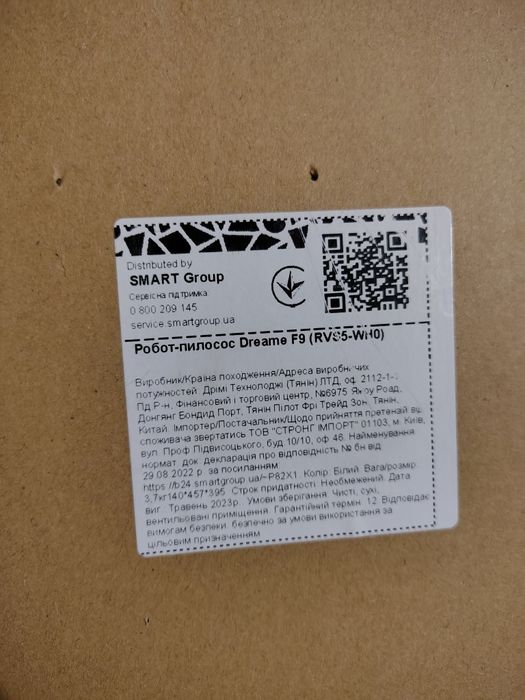 Distributed by
SMART Group
Сервісна підтримка
0 800 209 145
service.smartgroup.ua
Робот-пилосос Dreame F9 (RVS5-WH0)
Виробник/Країна походження/Адреса виробничих
потужностей. Дрімі Технолоджі (Тянін) ЛТД, оф. 2112-1-
Пд Р-н, Фінансовий і торговий центр, №6975 Яжоу Роад,
Донгянг Бондид Порт, Тянін Пілот Фрі Трейд Зон, Тянін,
Китай. Імпортер/Постачальник/Щодо прийняття претензій від
споживача звертатись ТОВ "СТРОНГ ІМПОРТ" 01103, м. Київ,
вул. Проф Підвисоцького, буд 10/10, оф 46. Найменування
нормат. док. декларація про відповідність № бн від
29.08.2022 р. за посиланням
https://b24.smartgroup.ua/~P82X1. Колір. Білий. Вага/розмір.
3,7кг140*457*395. Строк придатності. Необмежений. Дата
виг. Травень 2023р. Умови зберігання. Чисті, сухі,
вентильовані приміщення. Гарантійний термін. 12. Відповідає
вимогам безпеки. безпечно за умови використання за
цільовим призначенням